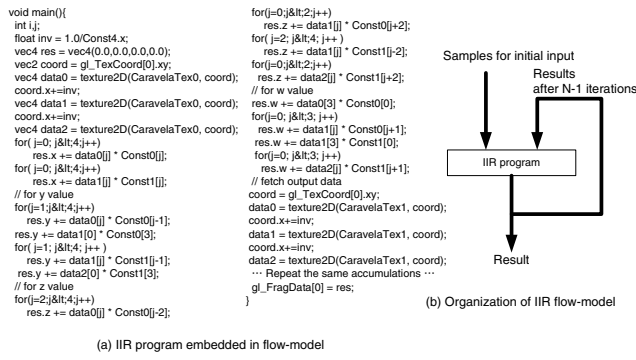 void main(){
int i,j;
float inv = 1.0/Const4.x;
vec4 res = vec4(0.0,0.0,0.0,0.0);
vec2 coord = gl_TexCoord[0].xy;
vec4 data0 = texture2D(CaravelaTex0, coord);
coord.x+=inv;
vec4 data1 = texture2D(CaravelaTex0, coord);
coord.x+=inv;
vec4 data2 = texture2D(CaravelaTex0, coord);
for( j=0; j&lt;4;j++)
res.x += data0[j] * Const0[j];
for( j=0; j&lt;4;j++)
res.x += data1[j] * Const1[j];
// for y value
for(j=1;j&lt;4;j++)
res.y += data0[j] * Const0[j-1];
res.y += data1[0] * Const0[3];
for( j=1; j&lt;4; j++ )
res.y += data1[j] * Const1[j-1];
res.y += data2[0] * Const1[3];
// for z value
for(j=2;j&lt;4;j++)
res.z += data0[j] * Const0[j-2];
for(j=0;j&lt;2;j++)
res.z += data1[j] * Const0[j+2];
for( j=2; j&lt;4; j++ )
res.z += data1[j] * Const1[j-2];
for(j=0;j&lt;2;j++)
res.z += data2[j] * Const1[j+2];
// for w value
res.w += data0[3] * Const0[0];
for(j=0; j&lt;3; j++)
res.w += data1[j] * Const0[j+1];
res.w += data1[3] * Const1[0];
for(j=0; j&lt;3; j++)
res.w += data2[j] * Const1[j+1];
// fetch output data
coord = gl_TexCoord[0].xy;
data0 = texture2D(CaravelaTex1, coord);
coord.x+=inv;
data1 = texture2D(CaravelaTex1, coord);
coord.x+=inv;
data2 = texture2D(CaravelaTex1, coord);
··· Repeat the same accumulations ···
gl_FragData[0] = res;
}
(a) IIR program embedded in flow-model
Samples for initial input
Results
after N-1 iterations
IIR program
Result
(b) Organization of IIR flow-model